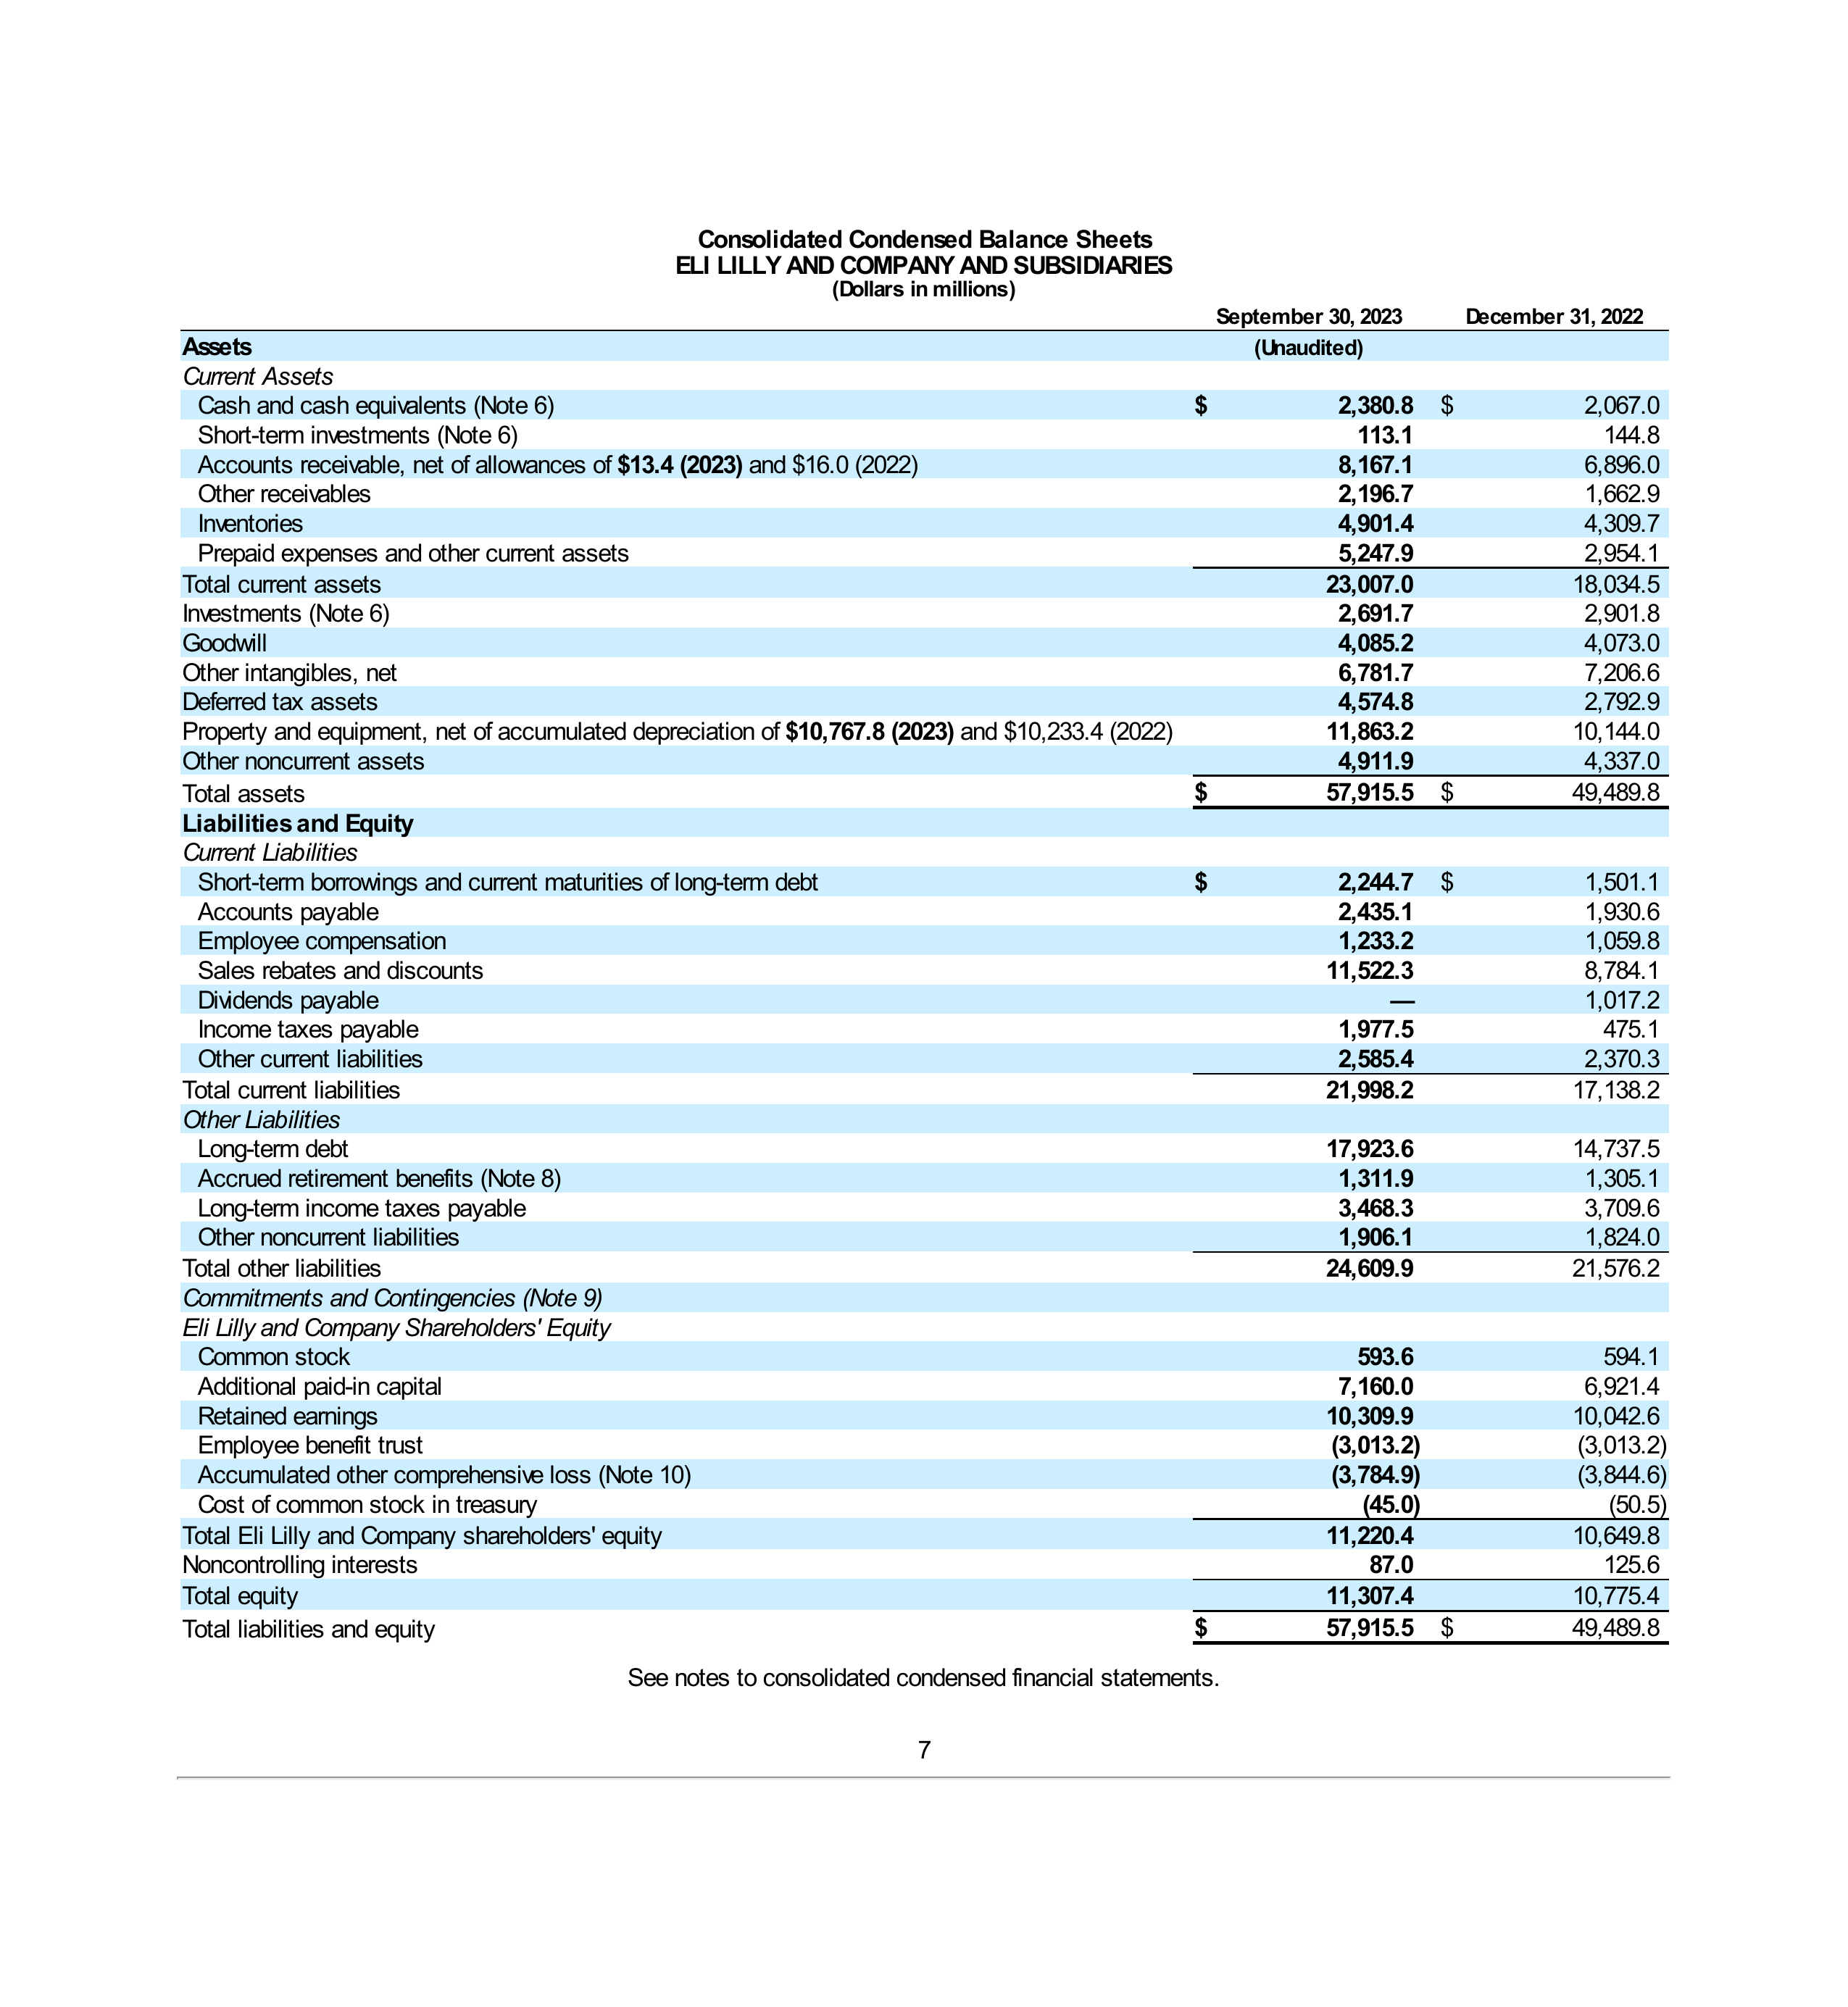 Consolidated Condensed Balance Sheets
ELI LILLY AND COMPANY AND SUBSIDIARIES
(Dollars in millions)
September 30, 2023 December 31, 2022
Assets (Unaudited)
Current Assets
Cash and cash equivalents (Note 6) $ 2,380.8 $ 2,067.0
Short-term investments (Note 6) 113.1 144.8
Accounts receivable, net of allowances of $13.4 (2023) and $16.0 (2022) 8,167.1 6,896.0
Other receivables 2,196.7 1,662.9
Inventories 4,901.4 4,309.7
Prepaid expenses and other current assets 5,247.9 2,954.1
Total current assets 23,007.0 18,034.5
Investments (Note 6) 2,691.7 2,901.8
Goodwill 4,085.2 4,073.0
Other intangibles, net 6,781.7 7,206.6
Deferred tax assets 4,574.8 2,792.9
Property and equipment, net of accumulated depreciation of $10,767.8 (2023) and $10,233.4 (2022) 11,863.2 10,144.0
Other noncurrent assets 4,911.9 4,337.0
Total assets $ 57,915.5 $ 49,489.8
Liabilities and Equity
Current Liabilities
Short-term borrowings and current maturities of long-term debt $ 2,244.7 $ 1,501.1
Accounts payable 2,435.1 1,930.6
Employee compensation 1,233.2 1,059.8
Sales rebates and discounts 11,522.3 8,784.1
Dividends payable — 1,017.2
Income taxes payable 1,977.5 475.1
Other current liabilities 2,585.4 2,370.3
Total current liabilities 21,998.2 17,138.2
Other Liabilities
Long-term debt 17,923.6 14,737.5
Accrued retirement benefits (Note 8) 1,311.9 1,305.1
Long-term income taxes payable 3,468.3 3,709.6
Other noncurrent liabilities 1,906.1 1,824.0
Total other liabilities 24,609.9 21,576.2
Commitments and Contingencies (Note 9)
Eli Lilly and Company Shareholders' Equity
Common stock 593.6 594.1
Additional paid-in capital 7,160.0 6,921.4
Retained earnings 10,309.9 10,042.6
Employee benefit trust (3,013.2) (3,013.2)
Accumulated other comprehensive loss (Note 10) (3,784.9) (3,844.6)
Cost of common stock in treasury (45.0) (50.5)
Total Eli Lilly and Company shareholders' equity 11,220.4 10,649.8
Noncontrolling interests 87.0 125.6
Total equity 11,307.4 10,775.4
Total liabilities and equity $ 57,915.5 $ 49,489.8
See notes to consolidated condensed financial statements.
7